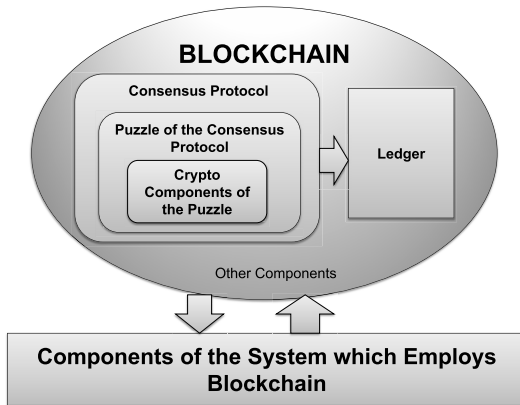 BLOCKCHAIN
Consensus Protocol
Puzzle of the Consensus
Protocol
Crypto
Components of
the Puzzle
Ledger
Other Components
Components of the System which Employs
Blockchain